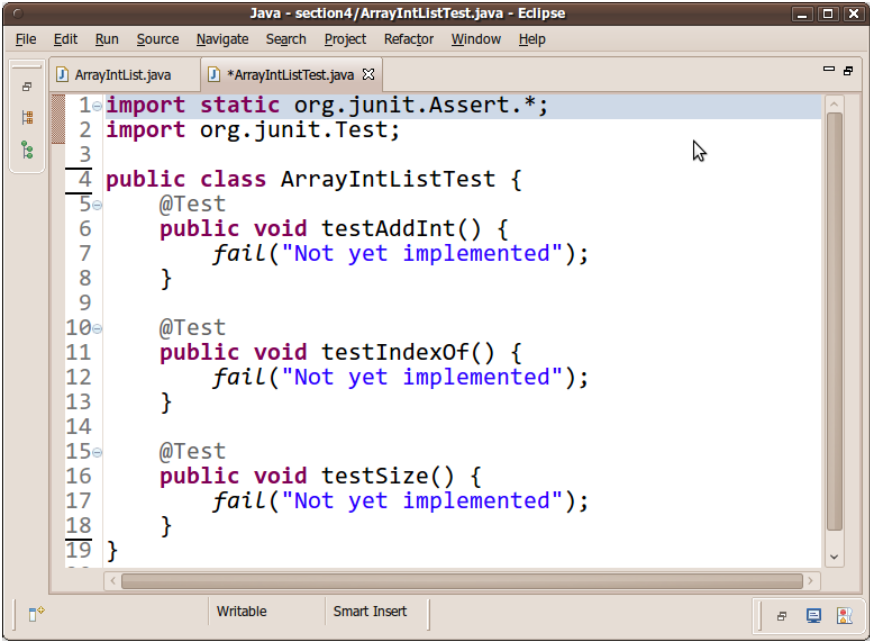 Java - section4/ArrayIntListTest.java - Eclipse
File Edit Run Source Navigate Search Project Refactor Window Help
ArrayIntList.java *ArrayIntListTest.java
1 import static org.junit.Assert.*;
2 import org.junit.Test;
3
4 public class ArrayIntListTest {
5     @Test
6     public void testAddInt() {
7         fail("Not yet implemented");
8     }
9
10     @Test
11     public void testIndexOf() {
12         fail("Not yet implemented");
13     }
14
15     @Test
16     public void testSize() {
17         fail("Not yet implemented");
18     }
19 }
Writable Smart Insert